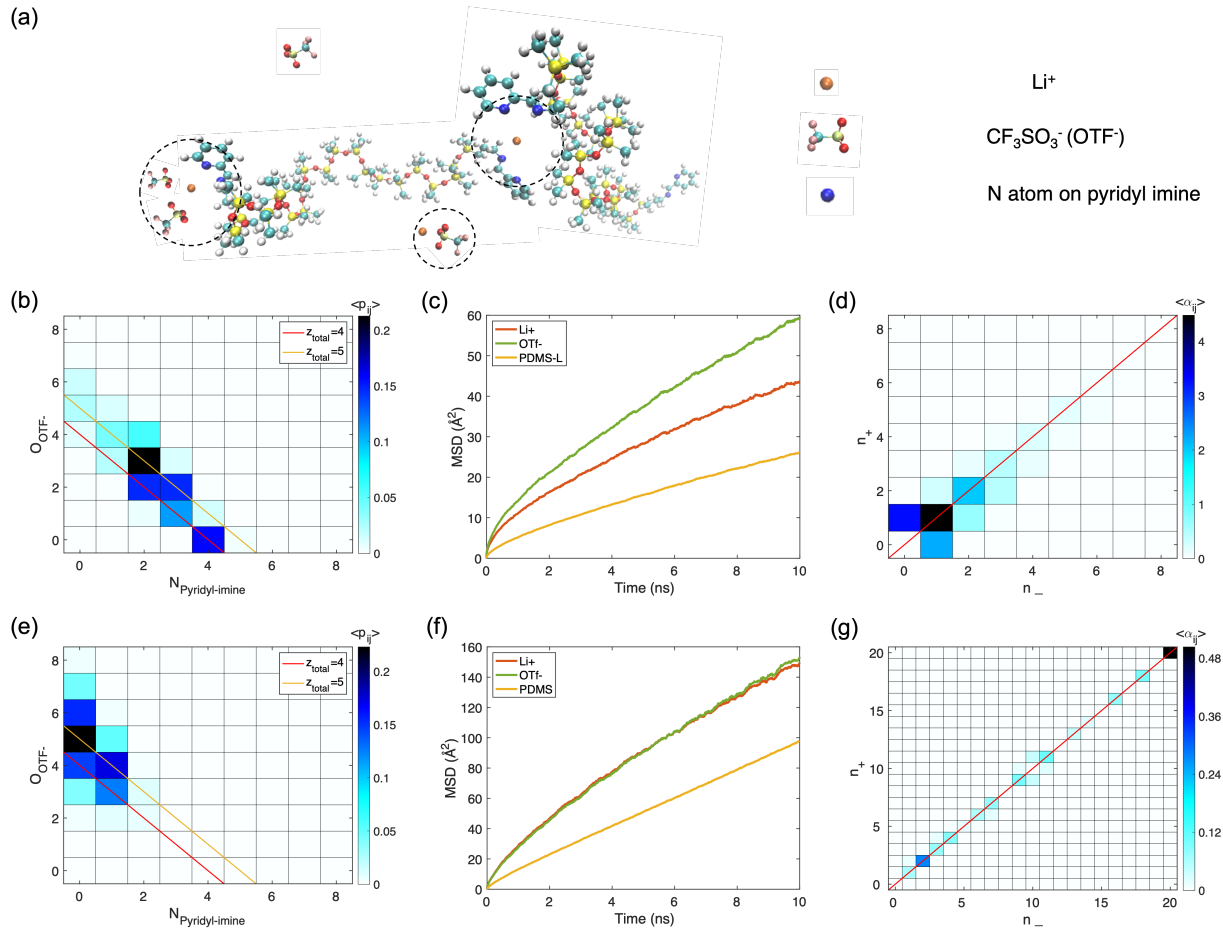 (a)
Li⁺
CF₃SO₃⁻ (OTF⁻)
N atom on pyridyl imine
(b)
<p_ij>
z_total=4
z_total=5
8
6
4
2
0
O_OTF-
0 2 4 6 8
N_Pyridyl-imine
0.2
0.15
0.1
0.05
0
(c)
Li+
OTf-
PDMS-L
60
50
40
30
20
10
0
MSD (Å²)
0 2 4 6 8 10
Time (ns)
(d)
<α_ij>
8
6
4
2
0
n₊
0 2 4 6 8
n₋
4
3
2
1
0
(e)
<p_ij>
z_total=4
z_total=5
8
6
4
2
0
O_OTF-
0 2 4 6 8
N_Pyridyl-imine
0.2
0.15
0.1
0.05
0
(f)
Li+
OTf-
PDMS
160
140
120
100
80
60
40
20
0
MSD (Å²)
0 2 4 6 8 10
Time (ns)
(g)
<α_ij>
20
15
10
5
0
n₊
0 5 10 15 20
n₋
0.48
0.36
0.24
0.12
0